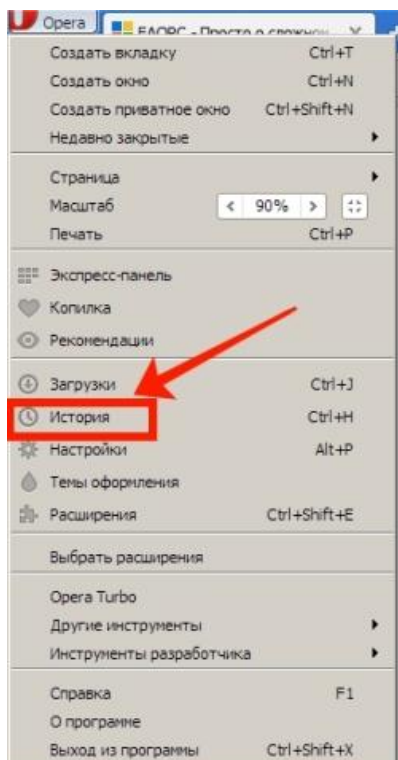 Opera
Создать вкладку Ctrl+T
Создать окно Ctrl+N
Создать приватное окно Ctrl+Shift+N
Недавно закрытые
Страница
Масштаб 90%
Печать Ctrl+P
Экспресс-панель
Копилка
Рекомендации
Загрузки Ctrl+J
История Ctrl+H
Настройки Alt+P
Темы оформления
Расширения Ctrl+Shift+E
Выбрать расширения
Opera Turbo
Другие инструменты
Инструменты разработчика
Справка F1
О программе
Выход из программы Ctrl+Shift+X